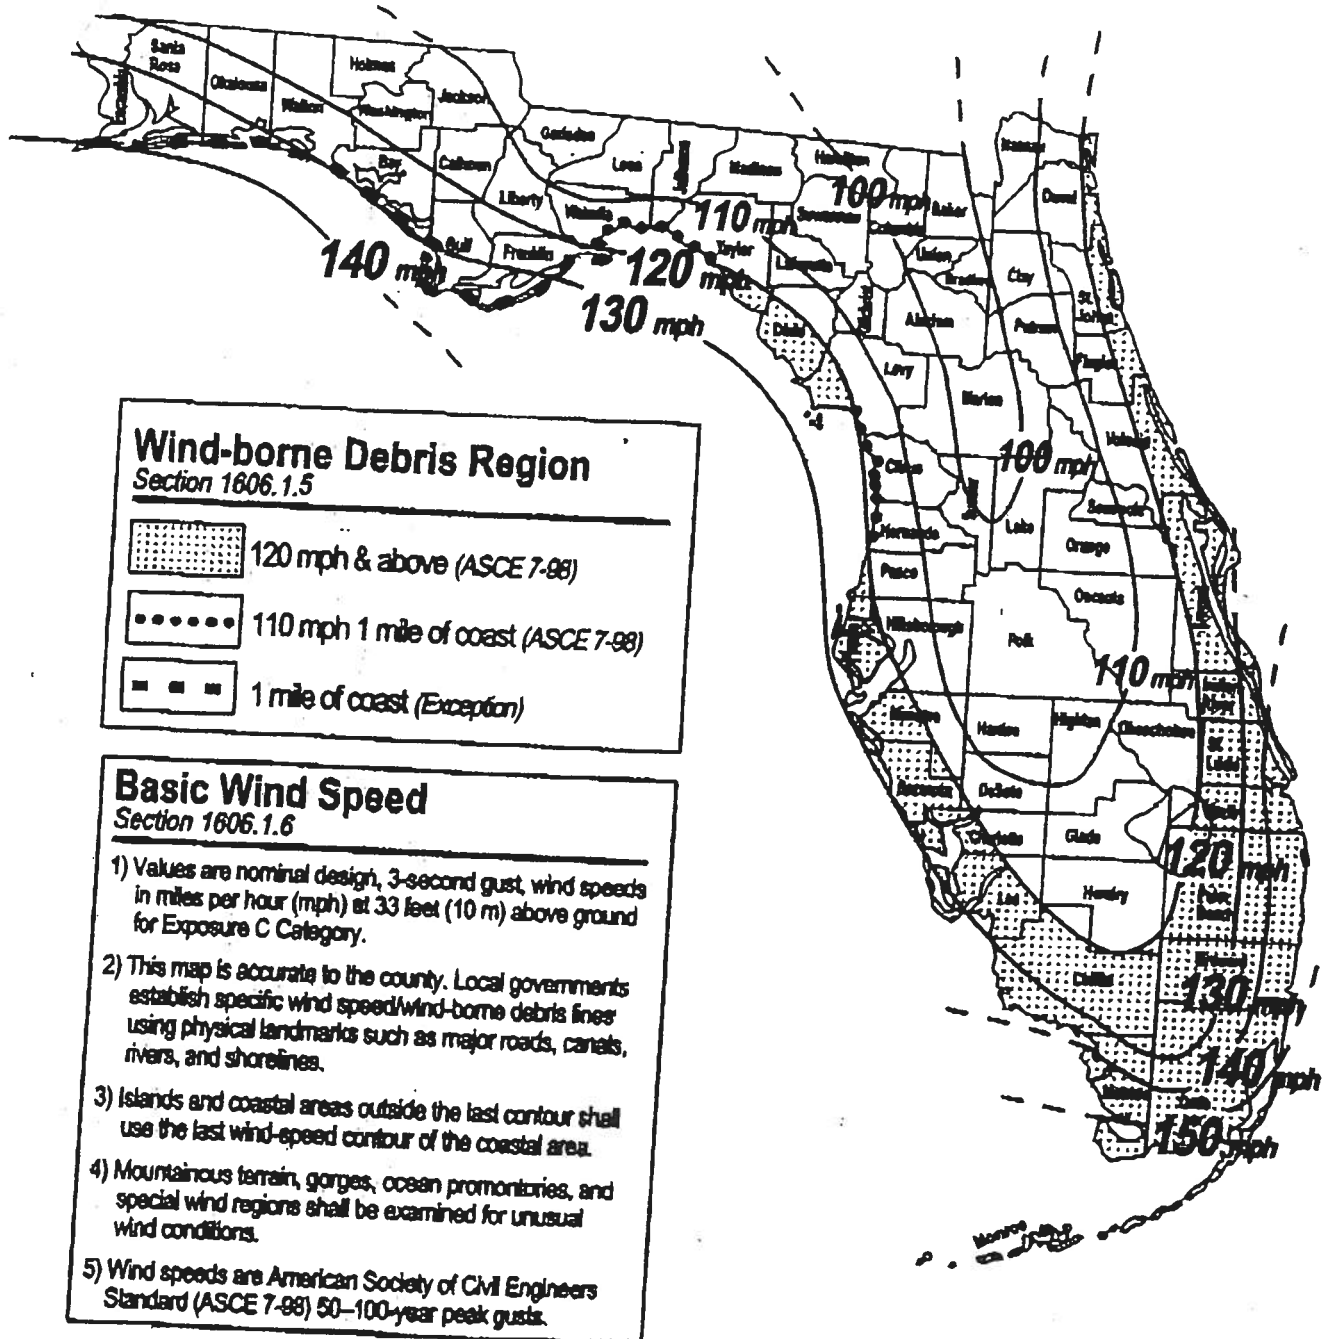 Santa
Rosa
Okaloosa
Walton
Holmes
Washington
Jackson
Bay
Calhoun
Gulf
Liberty
Franklin
Gadsden
Leon
Wakulla
Jefferson
Madison
Taylor
Hamilton
Suwannee
Lafayette
Columbia
Baker
Nassau
Duval
Union
Clay
St.
Johns
Dixie
Alachua
Putnam
Flagler
Levy
Marion
Volusia
Citrus
Hernando
Lake
Seminole
Orange
Pasco
Osceola
Hillsborough
Polk
Hardee
Okeechobee
St.
Lucie
Sarasota
DeSoto
Charlotte
Glade
Lee
Hendry
Palm
Beach
Collier
Monroe
100 mph
110 mph
120 mph
130 mph
140 mph
100 mph
110 mph
120 mph
130 mph
140 mph
150 mph
Wind-borne Debris Region
Section 1606.1.5
120 mph & above (ASCE 7-98)
110 mph 1 mile of coast (ASCE 7-98)
1 mile of coast (Exception)
Basic Wind Speed
Section 1606.1.6
1) Values are nominal design, 3-second gust, wind speeds
in miles per hour (mph) at 33 feet (10 m) above ground
for Exposure C Category.
2) This map is accurate to the county. Local governments
establish specific wind speed/wind-borne debris lines
using physical landmarks such as major roads, canals,
rivers, and shorelines.
3) Islands and coastal areas outside the last contour shall
use the last wind-speed contour of the coastal area.
4) Mountainous terrain, gorges, ocean promontories, and
special wind regions shall be examined for unusual
wind conditions.
5) Wind speeds are American Society of Civil Engineers
Standard (ASCE 7-98) 50–100-year peak gusts.